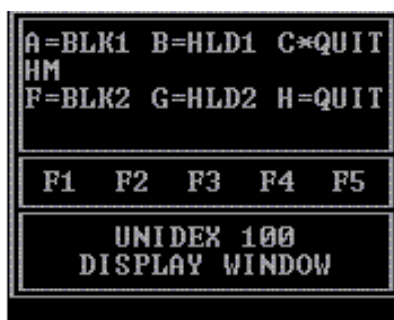 A=BLK1 B=HLD1 C*QUIT
HM
F=BLK2 G=HLD2 H=QUIT
F1 F2 F3 F4 F5
UNIDEX 100
DISPLAY WINDOW